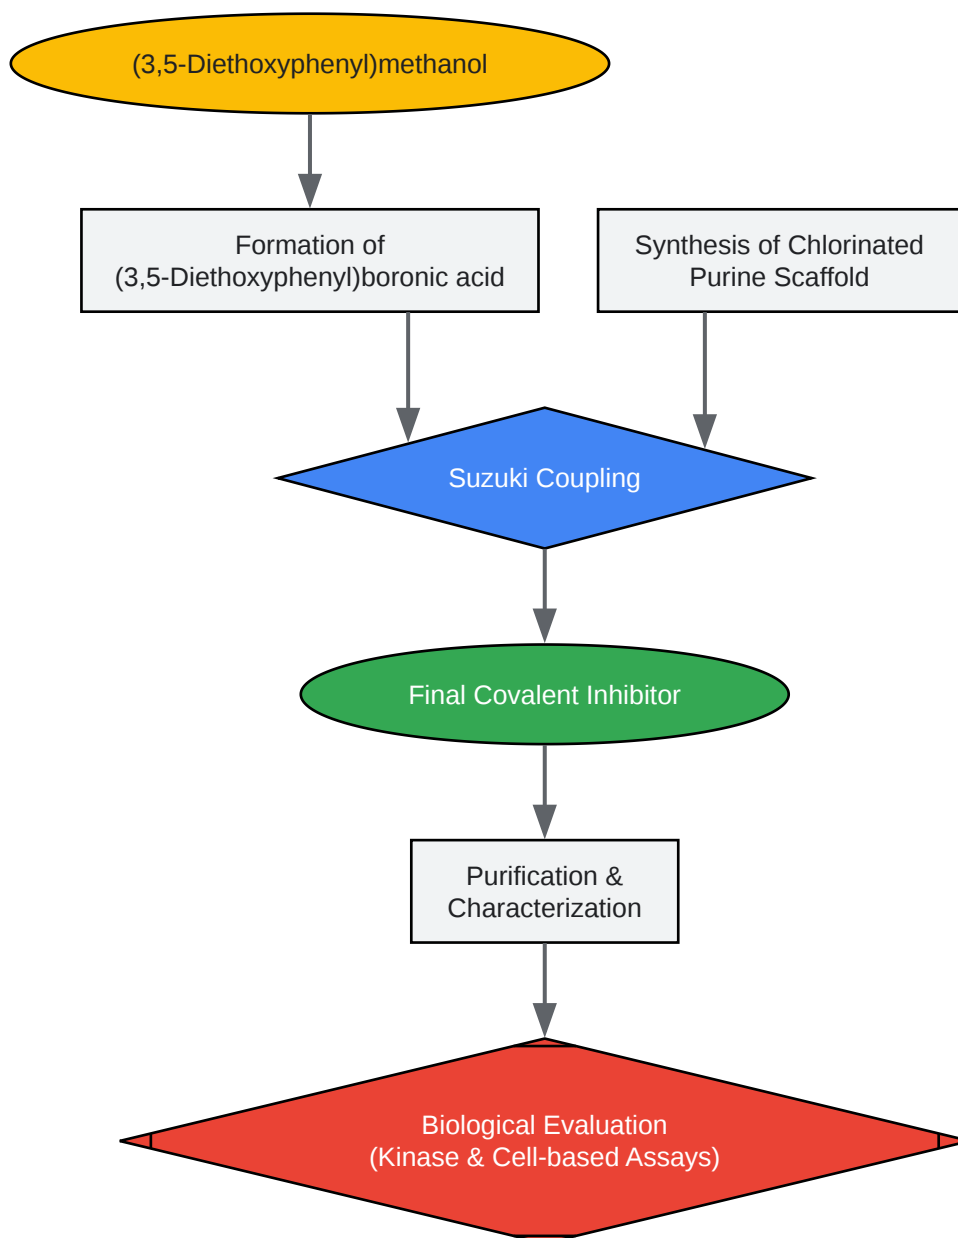 (3,5-Diethoxyphenyl)methanol
Formation of
(3,5-Diethoxyphenyl)boronic acid
Synthesis of Chlorinated
Purine Scaffold
Suzuki Coupling
Final Covalent Inhibitor
Purification &
Characterization
Biological Evaluation
(Kinase & Cell-based Assays)